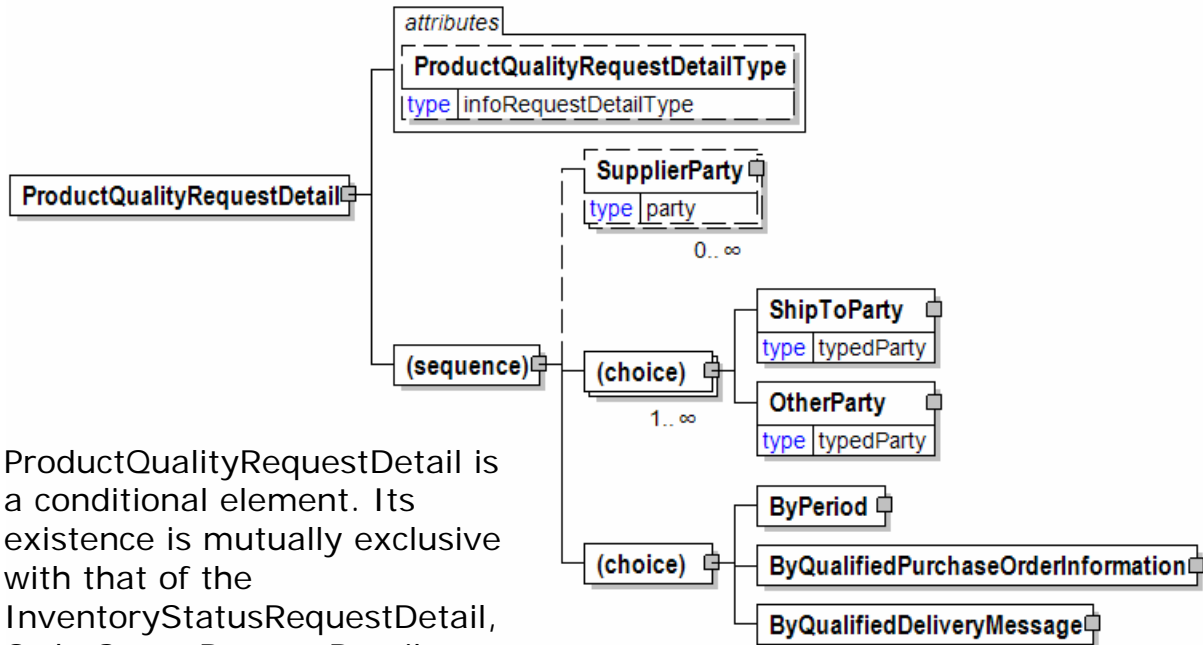 attributes
ProductQualityRequestDetailType
type infoRequestDetailType
ProductQualityRequestDetail
SupplierParty
type party
0.. ∞
(sequence)
(choice)
1.. ∞
ShipToParty
type typedParty
OtherParty
type typedParty
ProductQualityRequestDetail is
a conditional element. Its
existence is mutually exclusive
with that of the
InventoryStatusRequestDetail,
(choice)
ByPeriod
ByQualifiedPurchaseOrderInformation
ByQualifiedDeliveryMessage